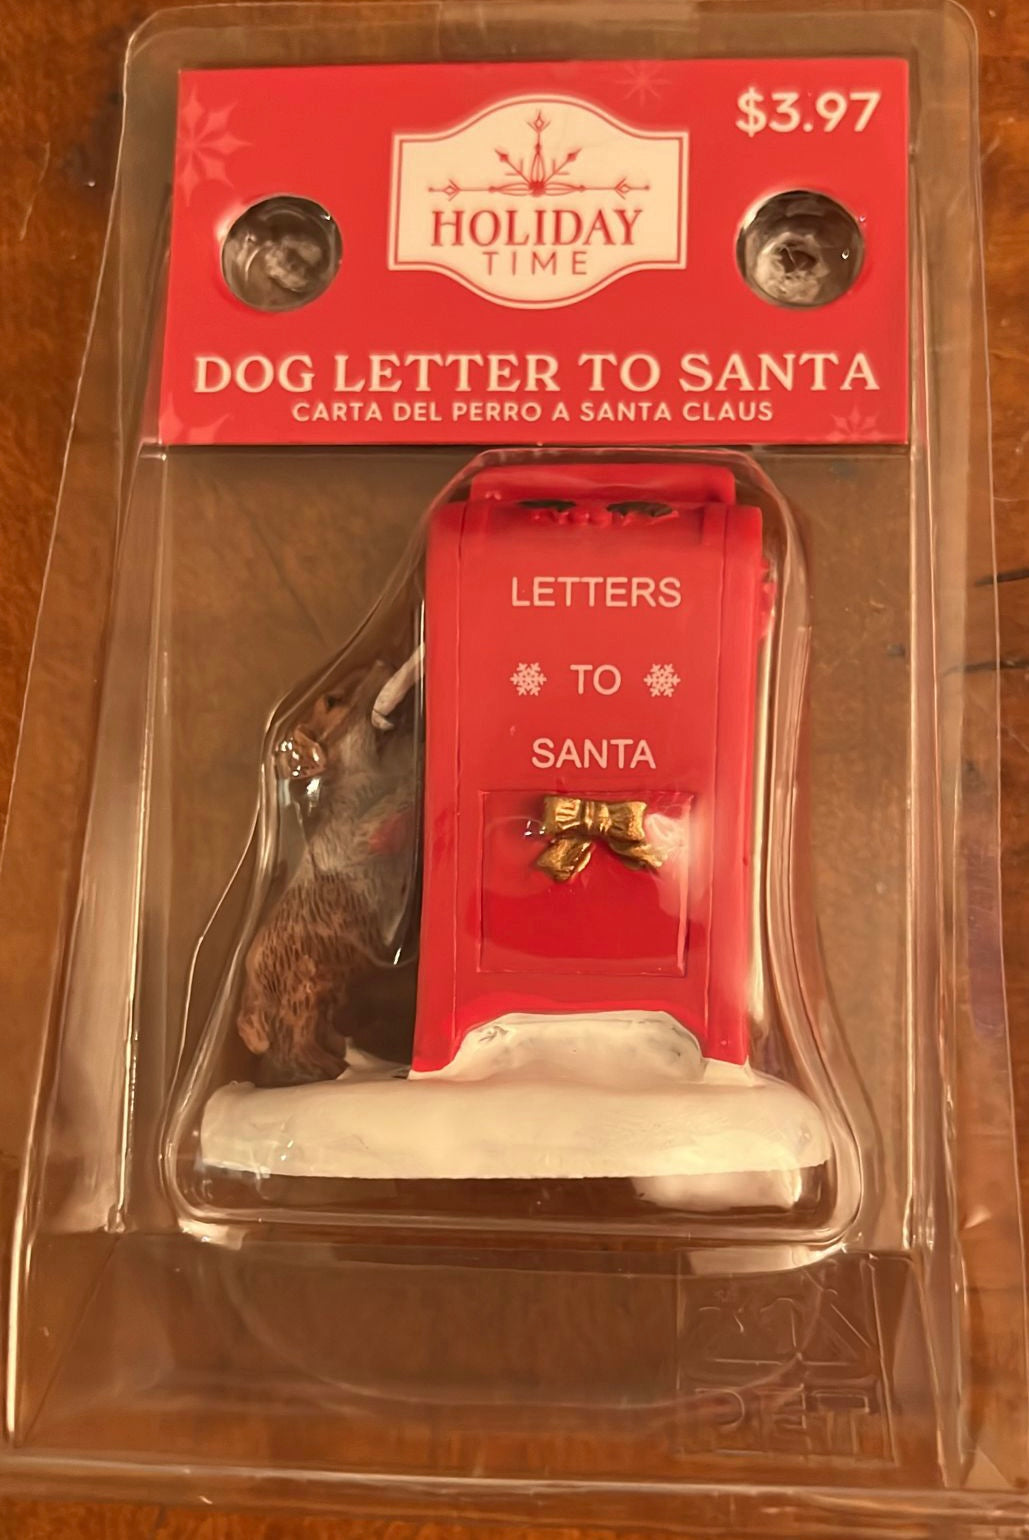 $3.97
HOLIDAY
TIME
DOG LETTER TO SANTA
CARTA DEL PERRO A SANTA CLAUS
LETTERS
TO
SANTA
PET